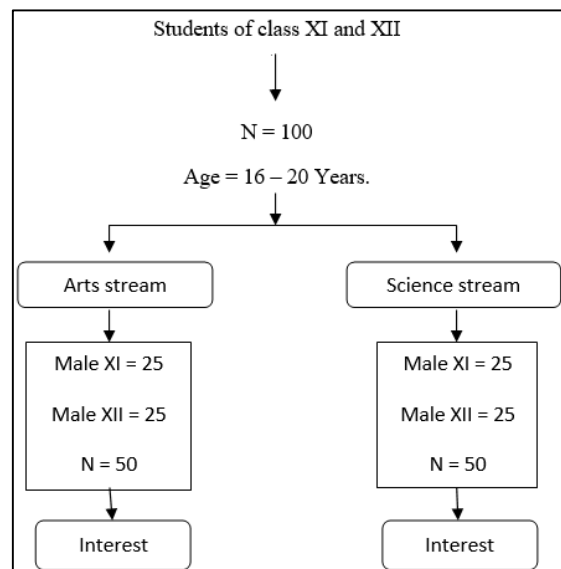 Students of class XI and XII
N = 100
Age = 16 – 20 Years.
Arts stream
Science stream
Male XI = 25
Male XII = 25
N = 50
Male XI = 25
Male XII = 25
N = 50
Interest
Interest